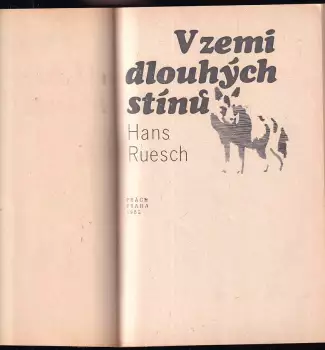 V zemi
dlouhých
stínů
Hans
Ruesch
PRÁCE
PRAHA